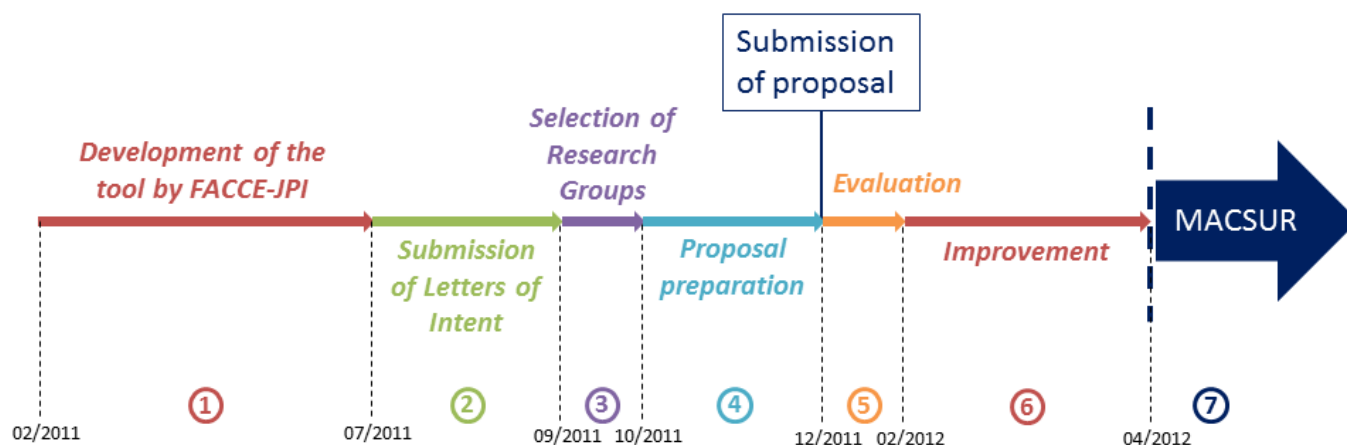 Submission
of proposal
Development of the
tool by FACCE-JPI
Selection of
Research
Groups
Evaluation
Submission
of Letters of
Intent
Proposal
preparation
Improvement
MACSUR
1
2
3
4
5
6
7
02/2011
07/2011
09/2011
10/2011
12/2011
02/2012
04/2012